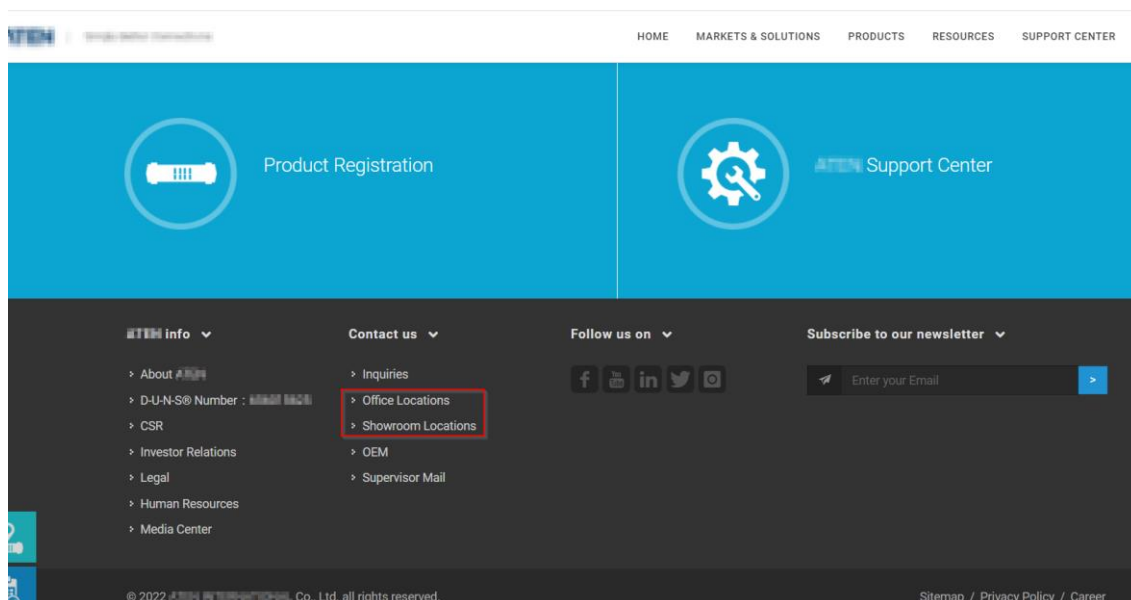 HOME MARKETS & SOLUTIONS PRODUCTS RESOURCES SUPPORT CENTER
Product Registration
Support Center
info
About
D-U-N-S® Number :
CSR
Investor Relations
Legal
Human Resources
Media Center
Contact us
Inquiries
Office Locations
Showroom Locations
OEM
Supervisor Mail
Follow us on
Subscribe to our newsletter
Enter your Email
© 2022 Co., Ltd. all rights reserved.
Sitemap / Privacy Policy / Career